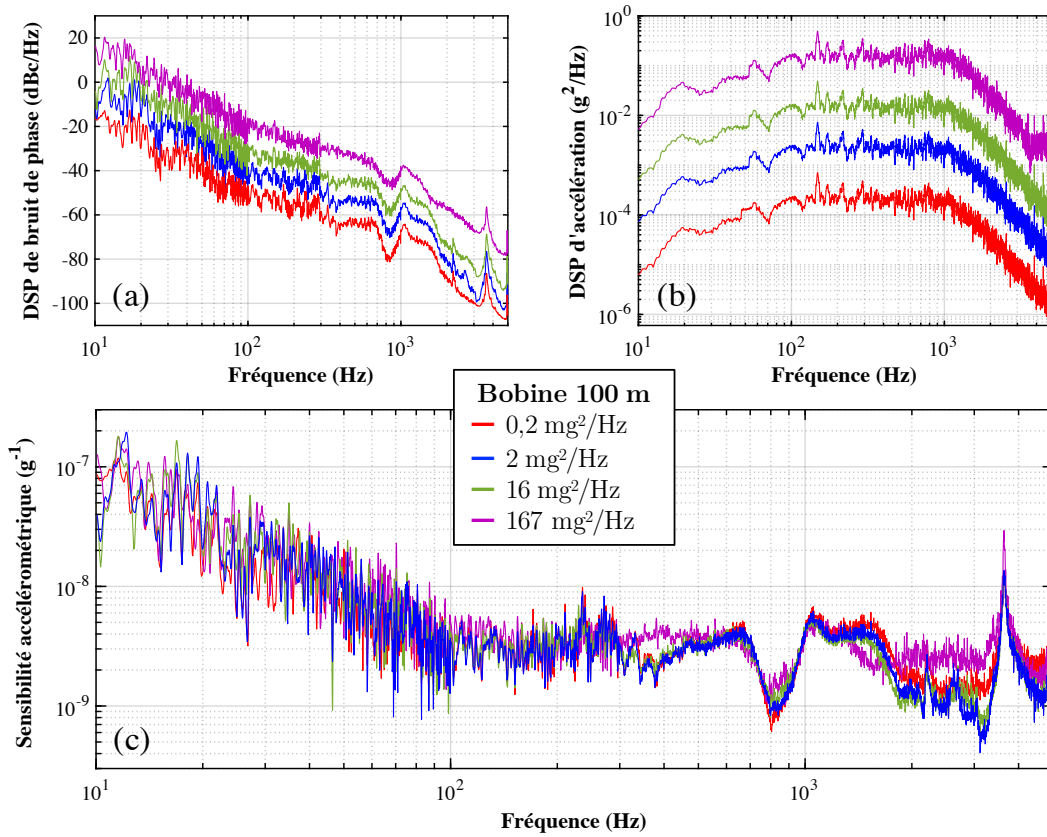 DSP de bruit de phase (dBc/Hz)
20
0
-20
-40
-60
-80
-100
(a)
10^1
10^2
10^3
Fréquence (Hz)
DSP d'accélération (g^2/Hz)
10^0
10^-2
10^-4
10^-6
(b)
10^1
10^2
10^3
Fréquence (Hz)
Bobine 100 m
0,2 mg²/Hz
2 mg²/Hz
16 mg²/Hz
167 mg²/Hz
Sensibilité accélérométrique (g^-1)
10^-7
10^-8
10^-9
(c)
10^1
10^2
10^3
Fréquence (Hz)